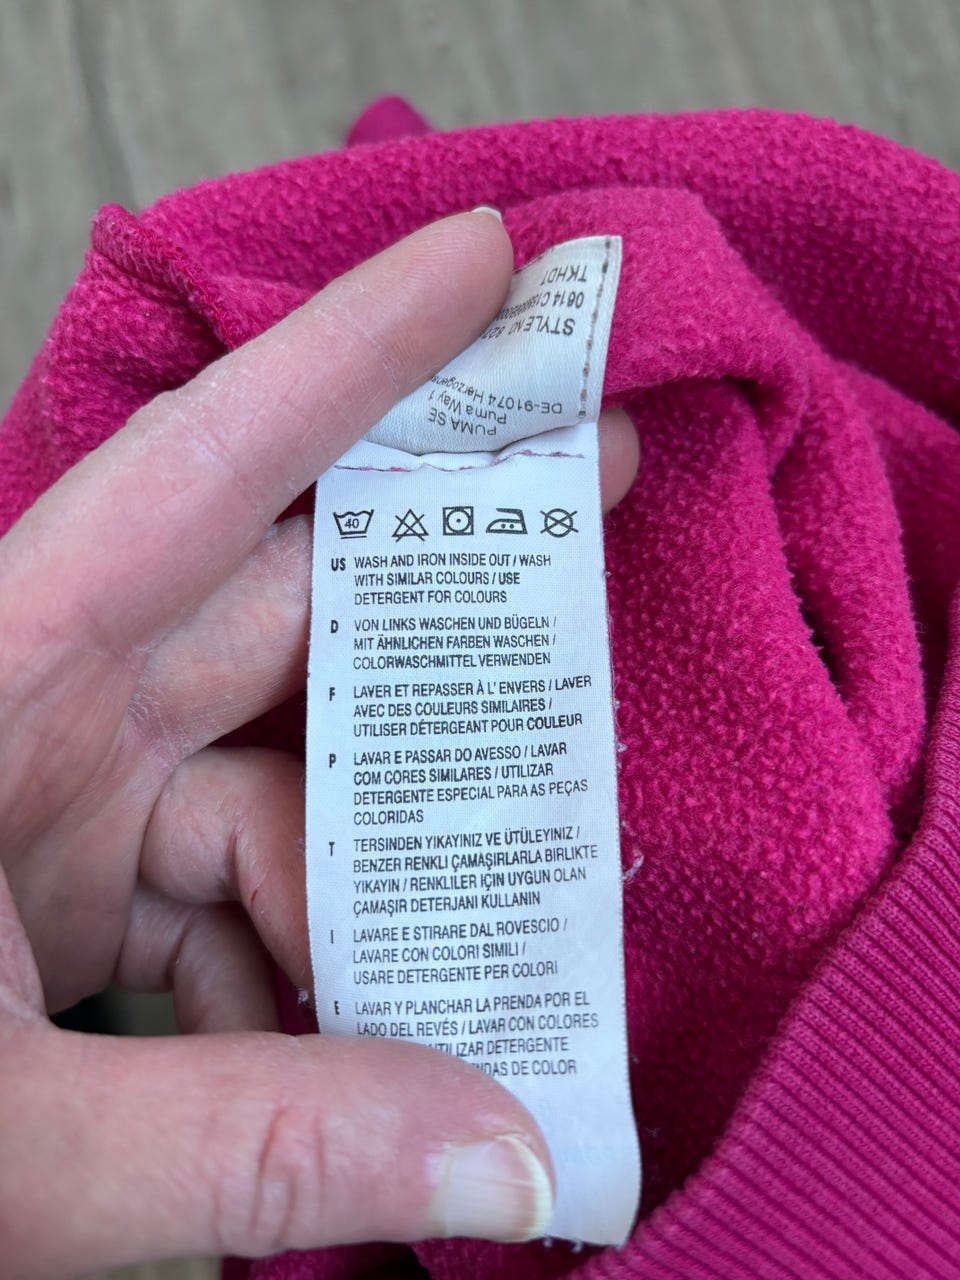 TKHDT
0614
STYLE NO
DE-91074
Puma Way 1
PUMA SE
40
US WASH AND IRON INSIDE OUT / WASH
WITH SIMILAR COLOURS / USE
DETERGENT FOR COLOURS
D VON LINKS WASCHEN UND BÜGELN /
MIT ÄHNLICHEN FARBEN WASCHEN /
COLORWASCHMITTEL VERWENDEN
F LAVER ET REPASSER À L' ENVERS / LAVER
AVEC DES COULEURS SIMILAIRES /
UTILISER DÉTERGEANT POUR COULEUR
P LAVAR E PASSAR DO AVESSO / LAVAR
COM CORES SIMILARES / UTILIZAR
DETERGENTE ESPECIAL PARA AS PEÇAS
COLORIDAS
T TERSINDEN YIKAYINIZ VE ÜTÜLEYINIZ /
BENZER RENKLI ÇAMAŞIRLARLA BIRLIKTE
YIKAYIN / RENKLILER IÇIN UYGUN OLAN
ÇAMAŞIR DETERJANI KULLANIN
I LAVARE E STIRARE DAL ROVESCIO /
LAVARE CON COLORI SIMILI /
USARE DETERGENTE PER COLORI
E LAVAR Y PLANCHAR LA PRENDA POR EL
LADO DEL REVÉS / LAVAR CON COLORES
DETERGENTE
DE COLOR